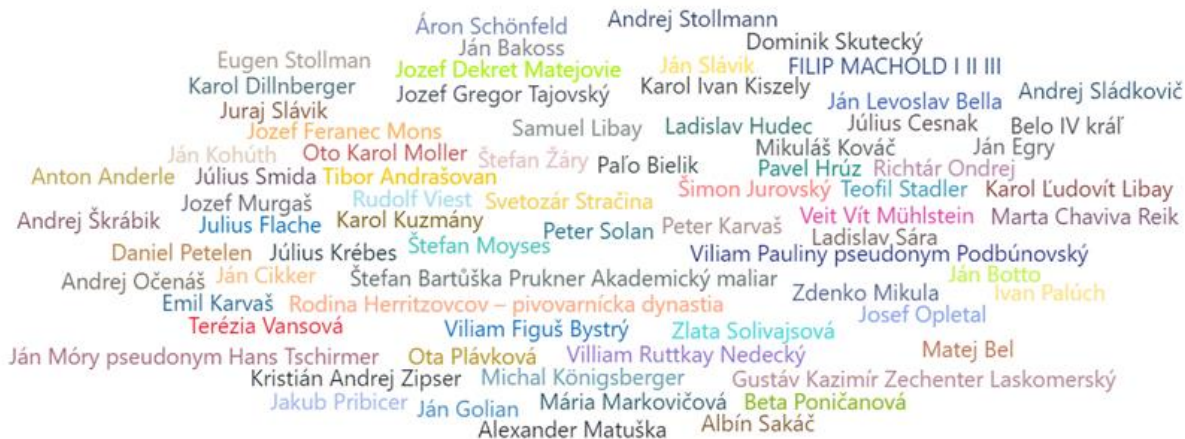 Áron Schönfeld
Andrej Stollmann
Ján Bakoss
Dominik Skutecký
Eugen Stollman
Jozef Dekret Matejovie
Ján Slávik
FILIP MACHOLD I II III
Karol Dillnberger
Jozef Gregor Tajovský
Karol Ivan Kiszely
Ján Levoslav Bella
Andrej Sládkovič
Juraj Slávik
Jozef Feranec Mons
Samuel Libay
Ladislav Hudec
Július Cesnak
Belo IV kráľ
Ján Kohúth
Oto Karol Moller
Štefan Žáry
Paľo Bielik
Mikuláš Kováč
Ján Egry
Pavel Hrúz
Richtár Ondrej
Anton Anderle
Július Smida
Tibor Andrašovan
Šimon Jurovský
Teofil Stadler
Karol Ľudovít Libay
Jozef Murgaš
Rudolf Viest
Svetozár Stračina
Andrej Škrábik
Julius Flache
Karol Kuzmány
Peter Solan
Peter Karvaš
Veit Vít Mühlstein
Marta Chaviva Reik
Ladislav Sára
Daniel Petelen
Július Krébes
Štefan Moyses
Viliam Pauliny pseudonym Podbúnovský
Andrej Očenáš
Ján Cikker
Štefan Bartůška Prukner Akademický maliar
Ján Botto
Zdenko Mikula
Ivan Palúch
Emil Karvaš
Rodina Herritzovcov – pivovarnícka dynastia
Josef Opletal
Terézia Vansová
Viliam Figuš Bystrý
Zlata Solivajsová
Ján Móry pseudonym Hans Tschirmer
Ota Plávková
Villiam Ruttkay Nedecký
Matej Bel
Kristián Andrej Zipser
Michal Königsberger
Gustáv Kazimír Zechenter Laskomerský
Jakub Pribicer
Ján Golian
Mária Markovičová
Beta Poničanová
Alexander Matuška
Albín Sakáč